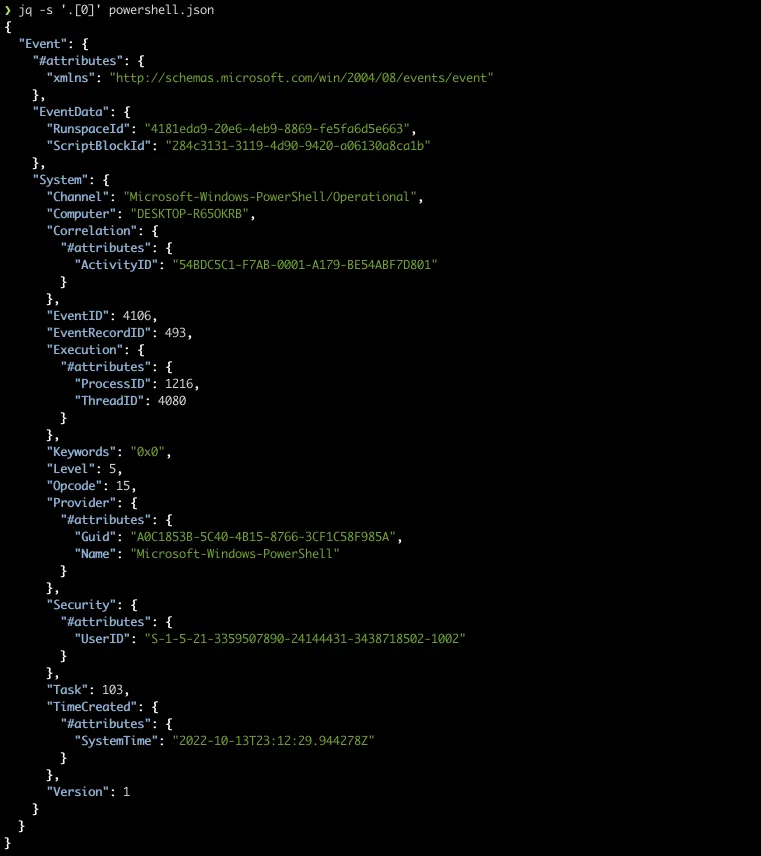 ❯ jq -s '.[0]' powershell.json
{
  "Event": {
    "#attributes": {
      "xmlns": "http://schemas.microsoft.com/win/2004/08/events/event"
    },
    "EventData": {
      "RunspaceId": "4181eda9-20e6-4eb9-8869-fe5fa6d5e663",
      "ScriptBlockId": "284c3131-3119-4d90-9420-a06130a8ca1b"
    },
    "System": {
      "Channel": "Microsoft-Windows-PowerShell/Operational",
      "Computer": "DESKTOP-R65OKRB",
      "Correlation": {
        "#attributes": {
          "ActivityID": "54BDC5C1-F7AB-0001-A179-BE54ABF7D801"
        }
      },
      "EventID": 4106,
      "EventRecordID": 493,
      "Execution": {
        "#attributes": {
          "ProcessID": 1216,
          "ThreadID": 4080
        }
      },
      "Keywords": "0x0",
      "Level": 5,
      "Opcode": 15,
      "Provider": {
        "#attributes": {
          "Guid": "A0C1853B-5C40-4B15-8766-3CF1C58F985A",
          "Name": "Microsoft-Windows-PowerShell"
        }
      },
      "Security": {
        "#attributes": {
          "UserID": "S-1-5-21-3359507890-24144431-3438718502-1002"
        }
      },
      "Task": 103,
      "TimeCreated": {
        "#attributes": {
          "SystemTime": "2022-10-13T23:12:29.944278Z"
        }
      },
      "Version": 1
    }
  }
}